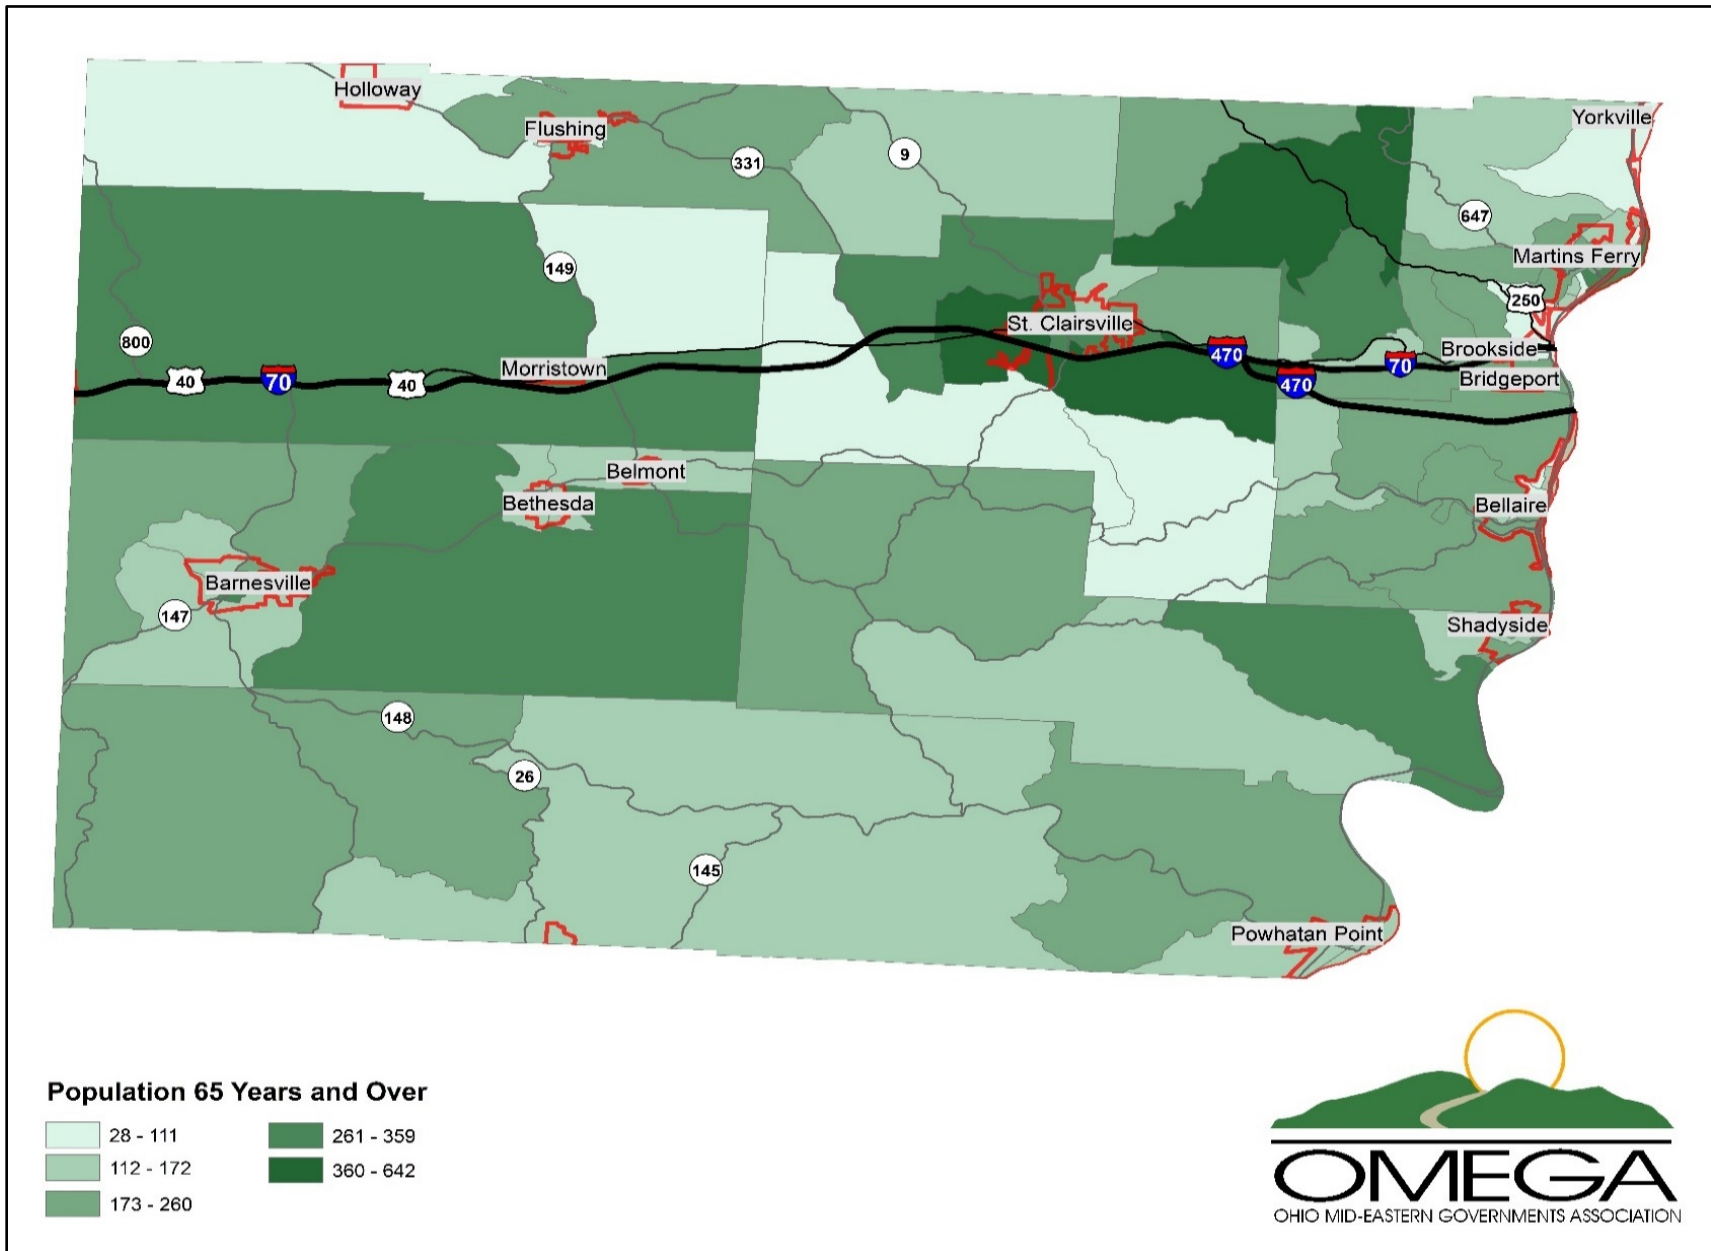 Holloway
Yorkville
Flushing
331
9
647
149
Martins Ferry
250
800
St. Clairsville
Brookside
470
70
Morristown
40
70
40
470
Bridgeport
Belmont
Bethesda
Bellaire
Barnesville
147
Shadyside
148
26
145
Powhatan Point
Population 65 Years and Over
28 - 111
261 - 359
112 - 172
360 - 642
173 - 260
OMEGA
OHIO MID-EASTERN GOVERNMENTS ASSOCIATION